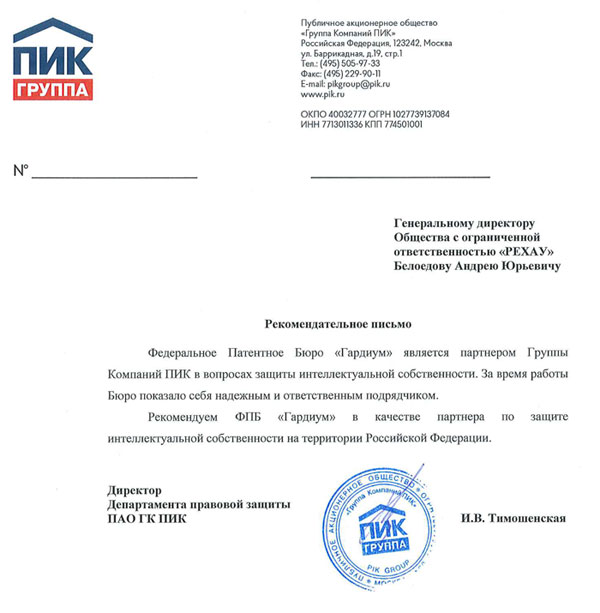 ПИК
ГРУППА
Публичное акционерное общество
«Группа Компаний ПИК»
Российская Федерация, 123242, Москва
ул. Баррикадная, д.19, стр.1
Тел.: (495) 505-97-33
Факс: (495) 229-90-11
E-mail: pikgroup@pik.ru
www.pik.ru
ОКПО 40032777 ОГРН 1027739137084
ИНН 7713011336 КПП 774501001
№
Генеральному директору
Общества с ограниченной
ответственностью «РЕХАУ»
Белоедову Андрею Юрьевичу
Рекомендательное письмо
Федеральное Патентное Бюро «Гардиум» является партнером Группы
Компаний ПИК в вопросах защиты интеллектуальной собственности. За время работы
Бюро показало себя надежным и ответственным подрядчиком.
Рекомендуем ФПБ «Гардиум» в качестве партнера по защите
интеллектуальной собственности на территории Российской Федерации.
Директор
Департамента правовой защиты
ПАО ГК ПИК
ПУБЛИЧНОЕ АКЦИОНЕРНОЕ ОБЩЕСТВО
«Группа Компаний ПИК»
ПИК
ГРУППА
PIK GROUP
И.В. Тимошенская